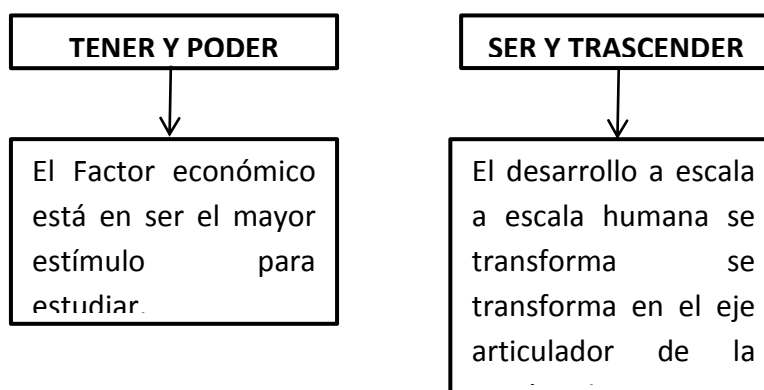 TENER Y PODER
El Factor económico
está en ser el mayor
estímulo para
estudiar.
SER Y TRASCENDER
El desarrollo a escala
a escala humana se
transforma se
transforma en el eje
articulador de la